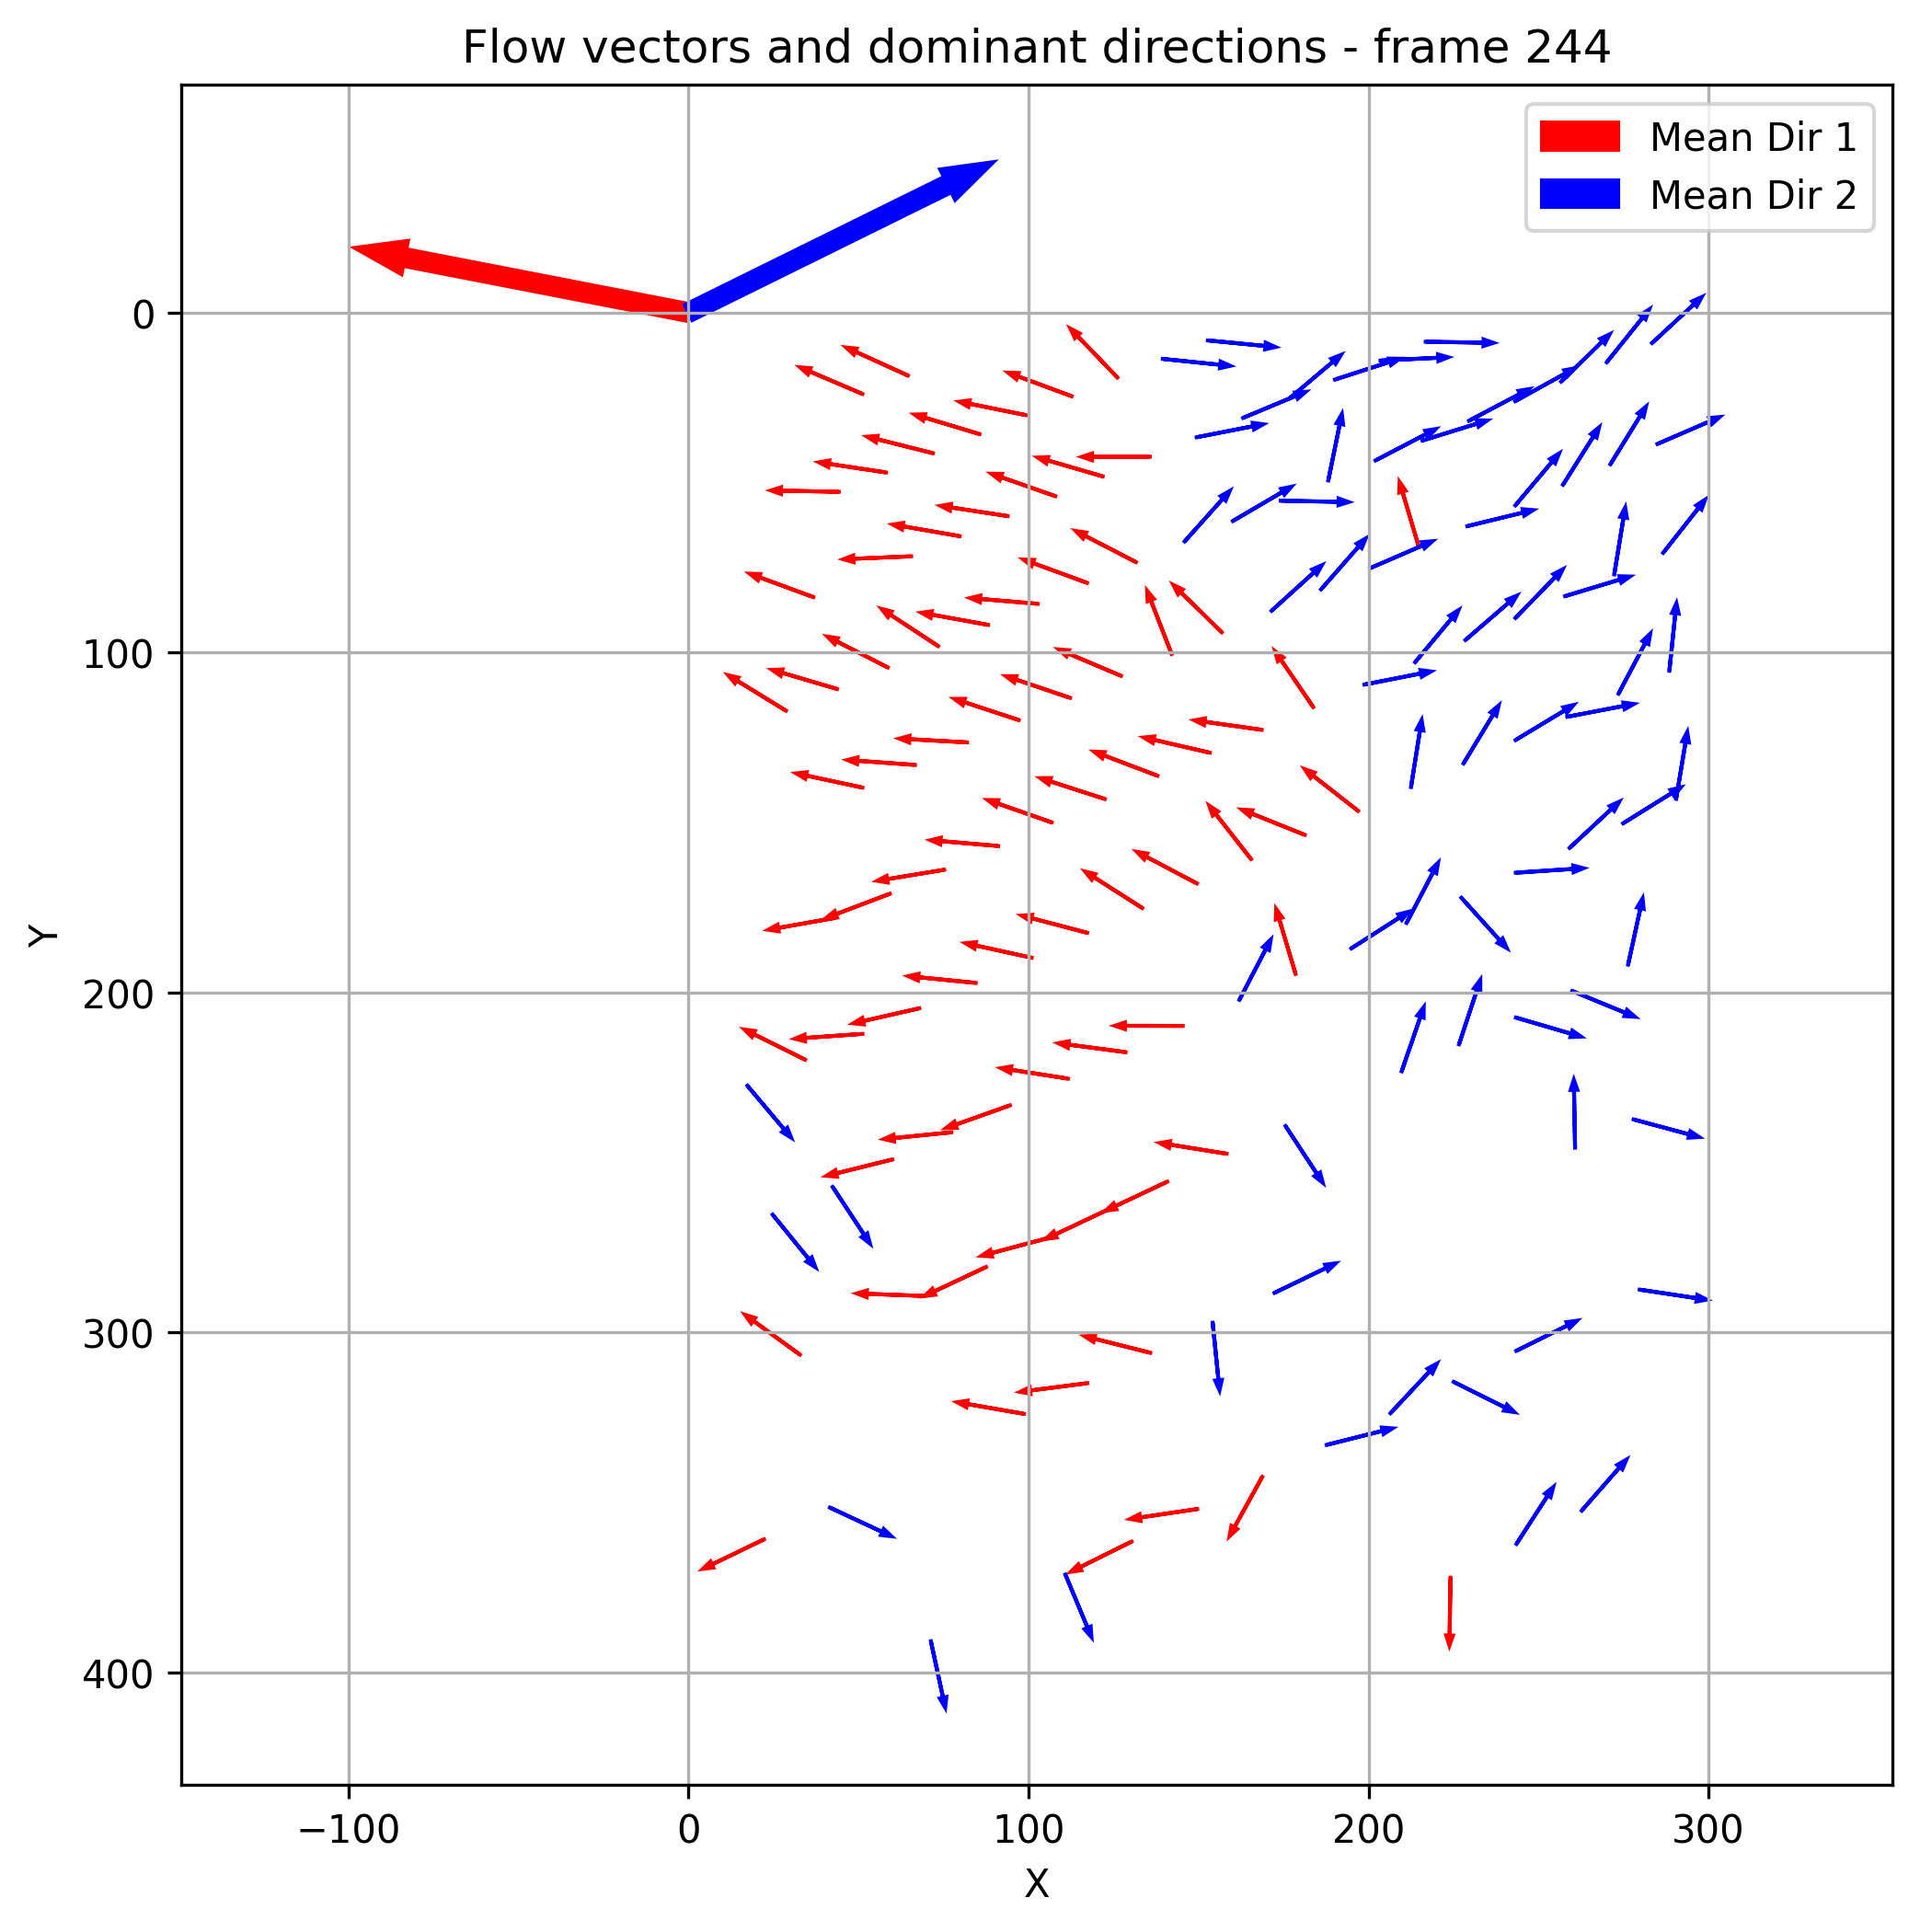 Flow vectors and dominant directions - frame 244
Mean Dir 1
Mean Dir 2
0
100
200
300
400
Y
−100
0
100
200
300
X